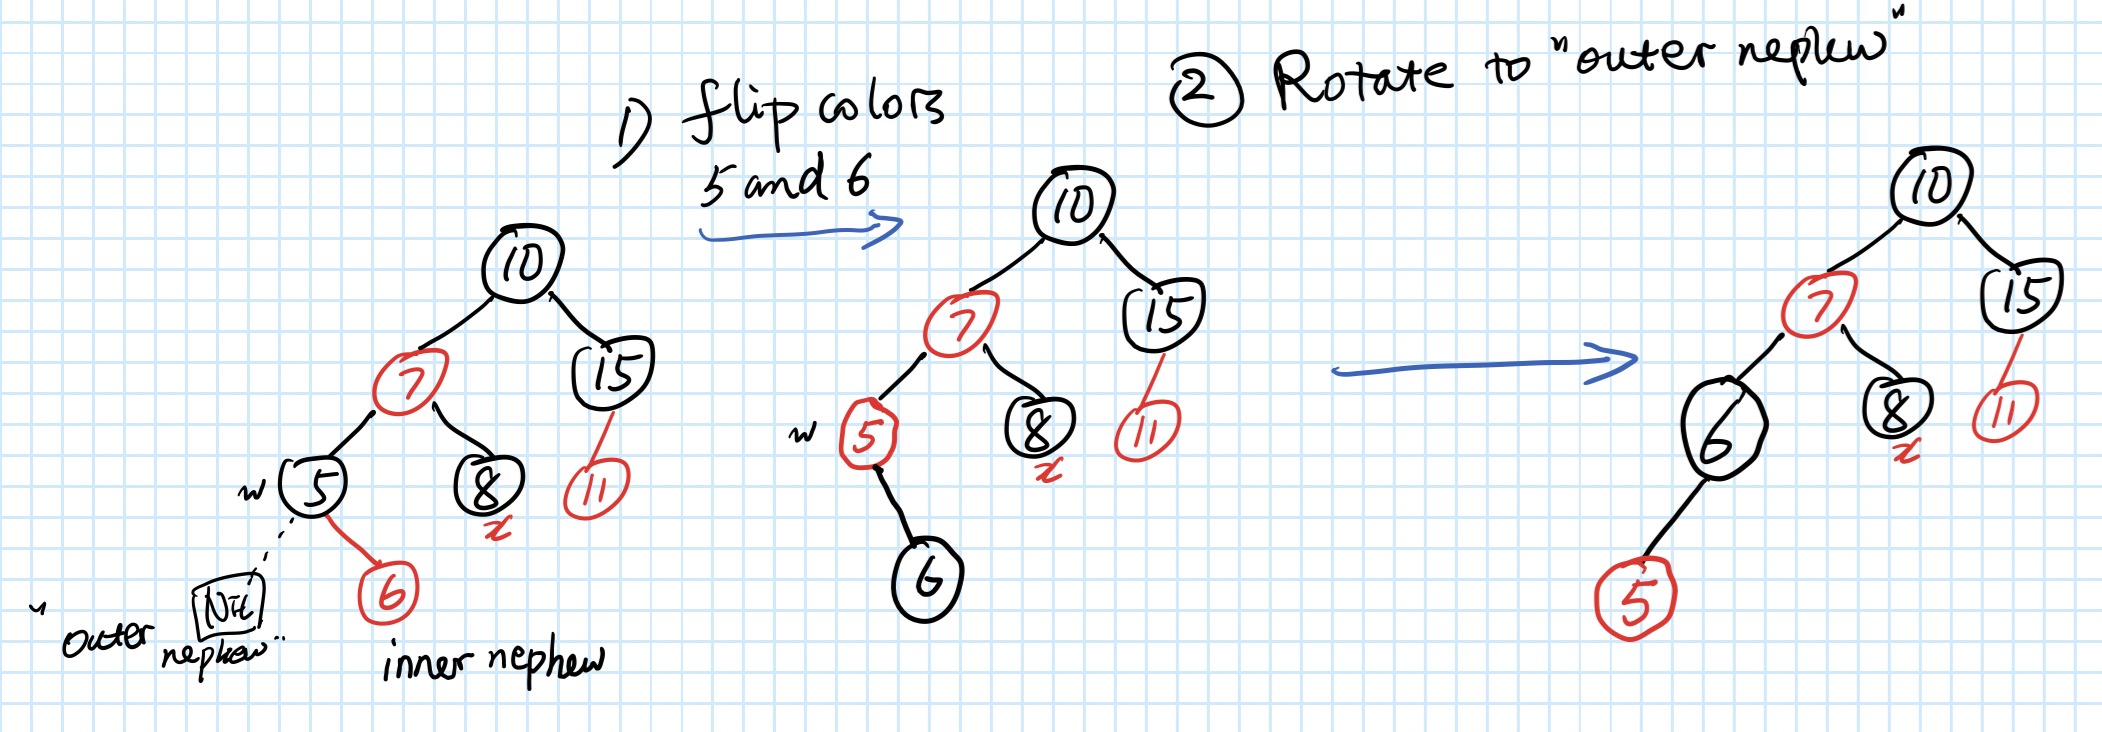 1) flip colors
5 and 6
② Rotate to "outer nephew"
10
7
15
w 5
8
11
x
NIL
6
"outer nephew"
inner nephew
10
7
15
w 5
8
11
x
6
10
7
15
6
8
11
x
5